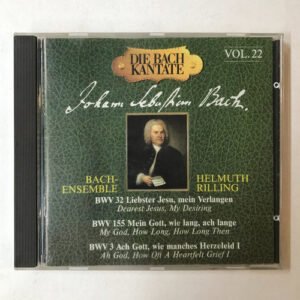 DIE BACH
KANTATE
VOL. 22
Johann Sebastian Bach.
BACH-
ENSEMBLE
HELMUTH
RILLING
BWV 32 Liebster Jesu, mein Verlangen
Dearest Jesus, My Desiring
BWV 155 Mein Gott, wie lang, ach lange
My God, How Long, How Long Then
BWV 3 Ach Gott, wie manches Herzeleid I
Ah God, How Oft A Heartfelt Grief I